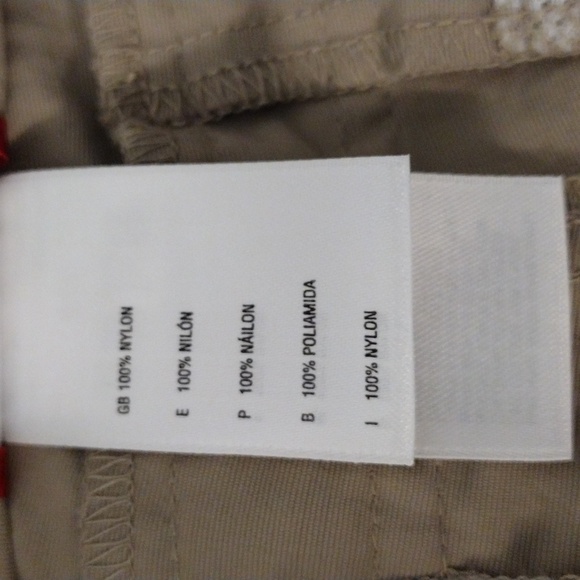 GB 100% NYLON
E 100% NILÓN
P 100% NÁILON
B 100% POLIAMIDA
I 100% NYLON